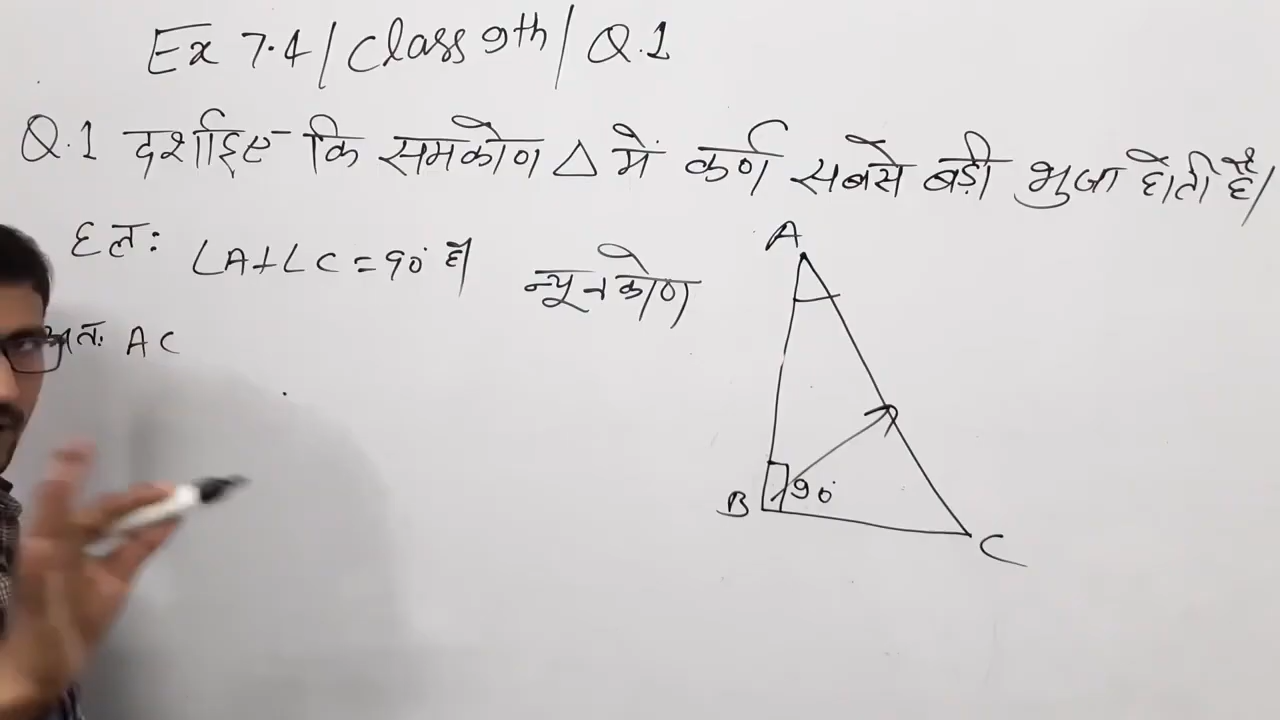 Ex 7.4 / Class 9th / Q.1
Q.1 दर्शाइए कि समकोण △ में कर्ण सबसे बड़ी भुजा होती है।
हल: ∠A+∠C = 90° है। न्यूनकोण
अतः AC
A
B
90°
C